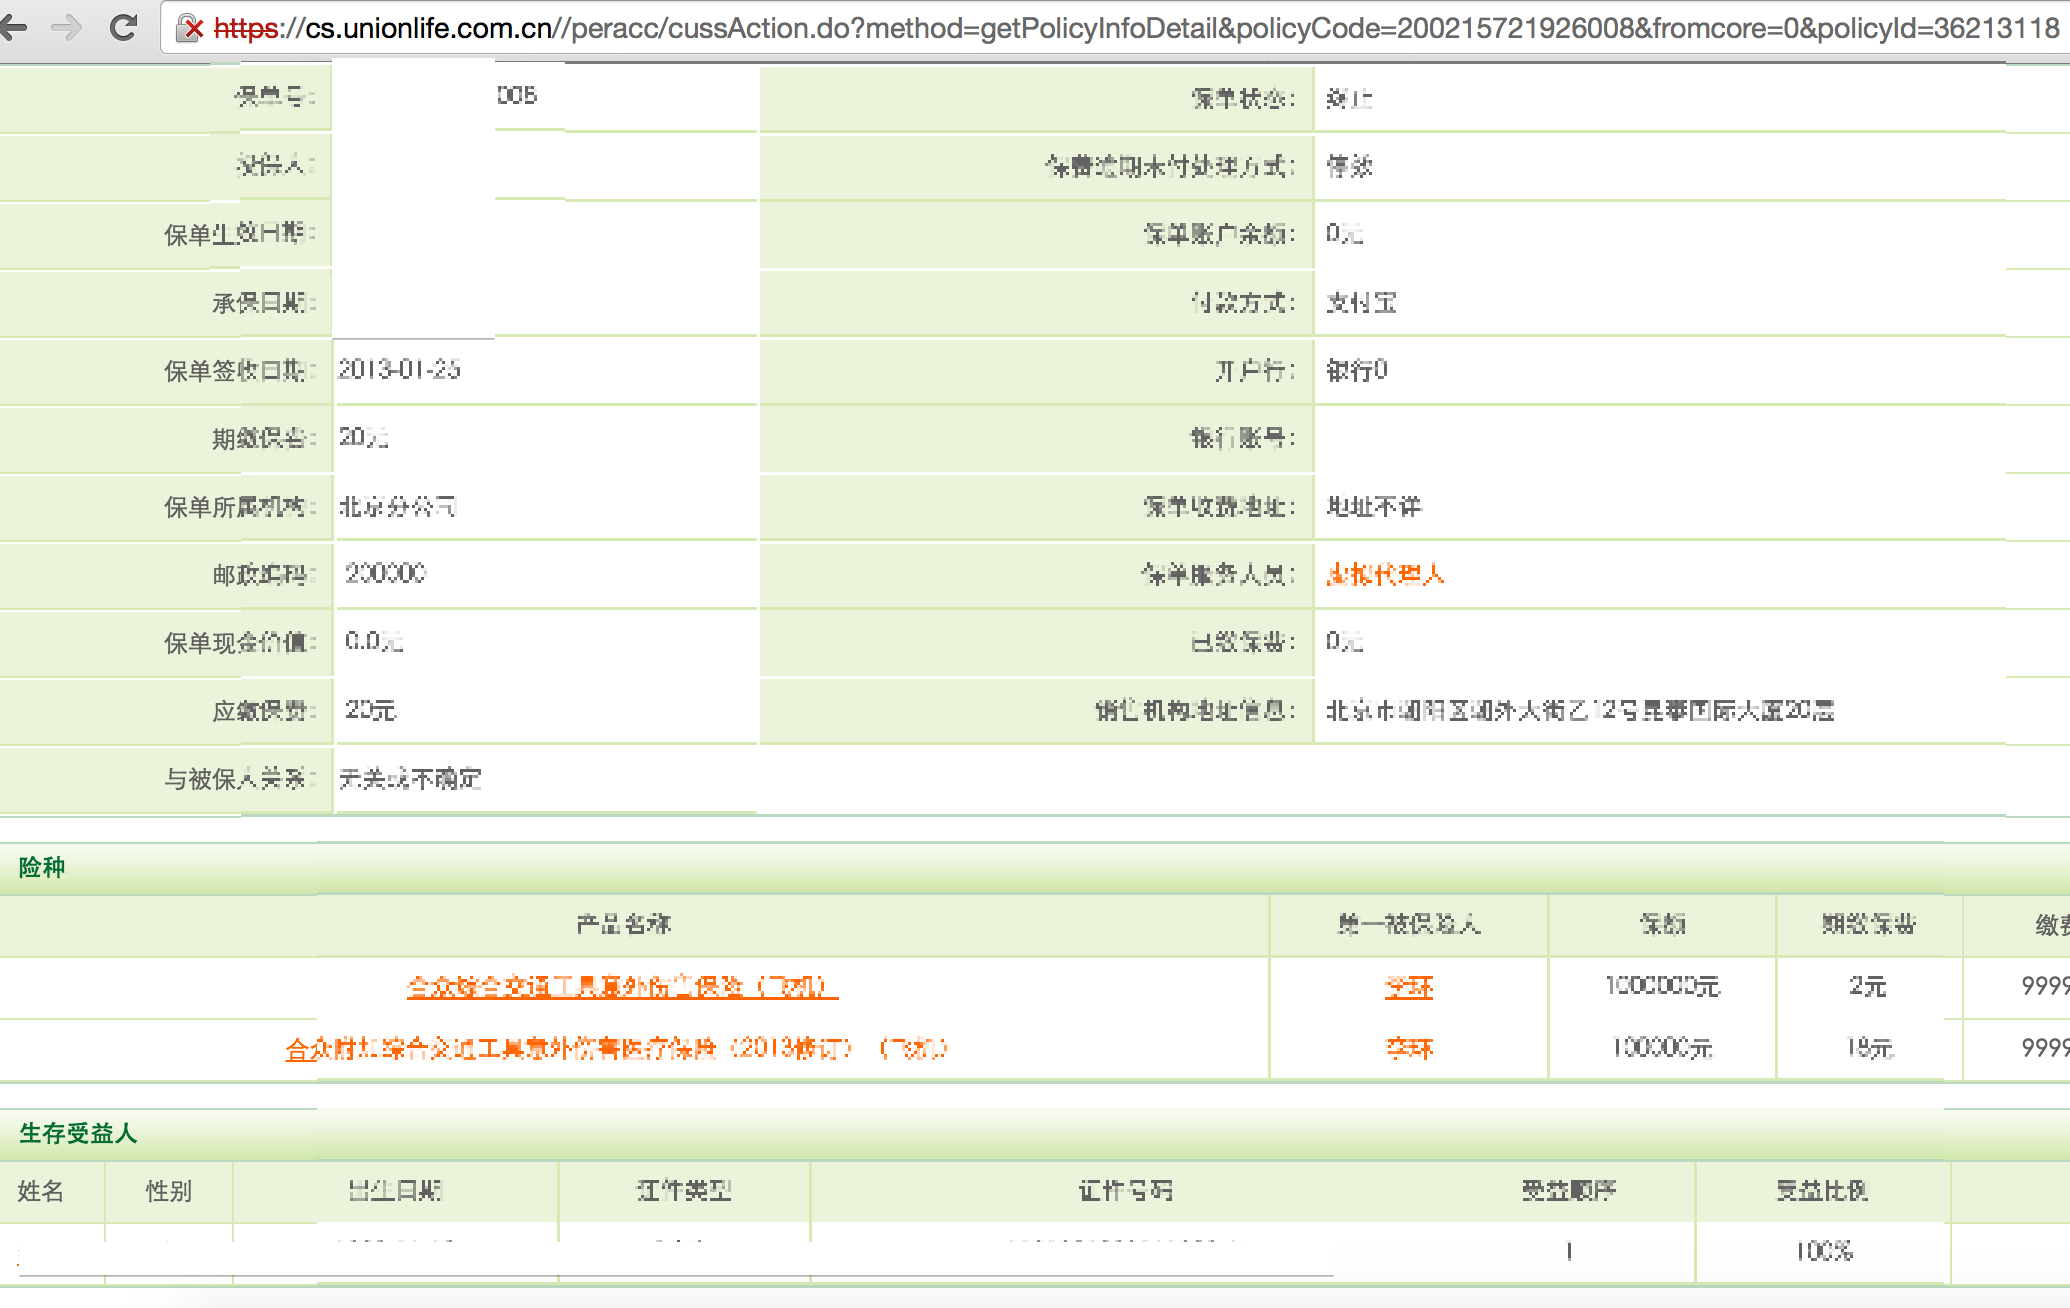 https://cs.unionlife.com.cn//peracc/cussAction.do?method=getPolicyInfoDetail&policyCode=200215721926008&fromcore=0&policyId=36213118
保单号: 008 保单状态: 终止
投保人: 保费逾期未付处理方式: 停效
保单生效日期: 保单账户余额: 0元
承保日期: 付款方式: 支付宝
保单签收日期: 2013-01-25 开户行: 银行0
期缴保费: 20元 银行账号:
保单所属机构: 北京分公司 保单收费地址: 地址不详
邮政编码: 200000 保单服务人员: 虚拟代理人
保单现金价值: 0.0元 已缴保费: 0元
应缴保费: 20元 销售机构地址信息: 北京市朝阳区朝外大街乙12号昆泰国际大厦20层
与被保人关系: 无关或不确定
险种
产品名称 第一被保险人 保额 期缴保费 缴费
合众综合交通工具意外伤害保险（飞机） 李环 1000000元 2元 9999
合众附加综合交通工具意外伤害医疗保险（2013修订）（飞机） 李环 100000元 18元 9999
生存受益人
姓名 性别 出生日期 证件类型 证件号码 受益顺序 受益比例
1 100%